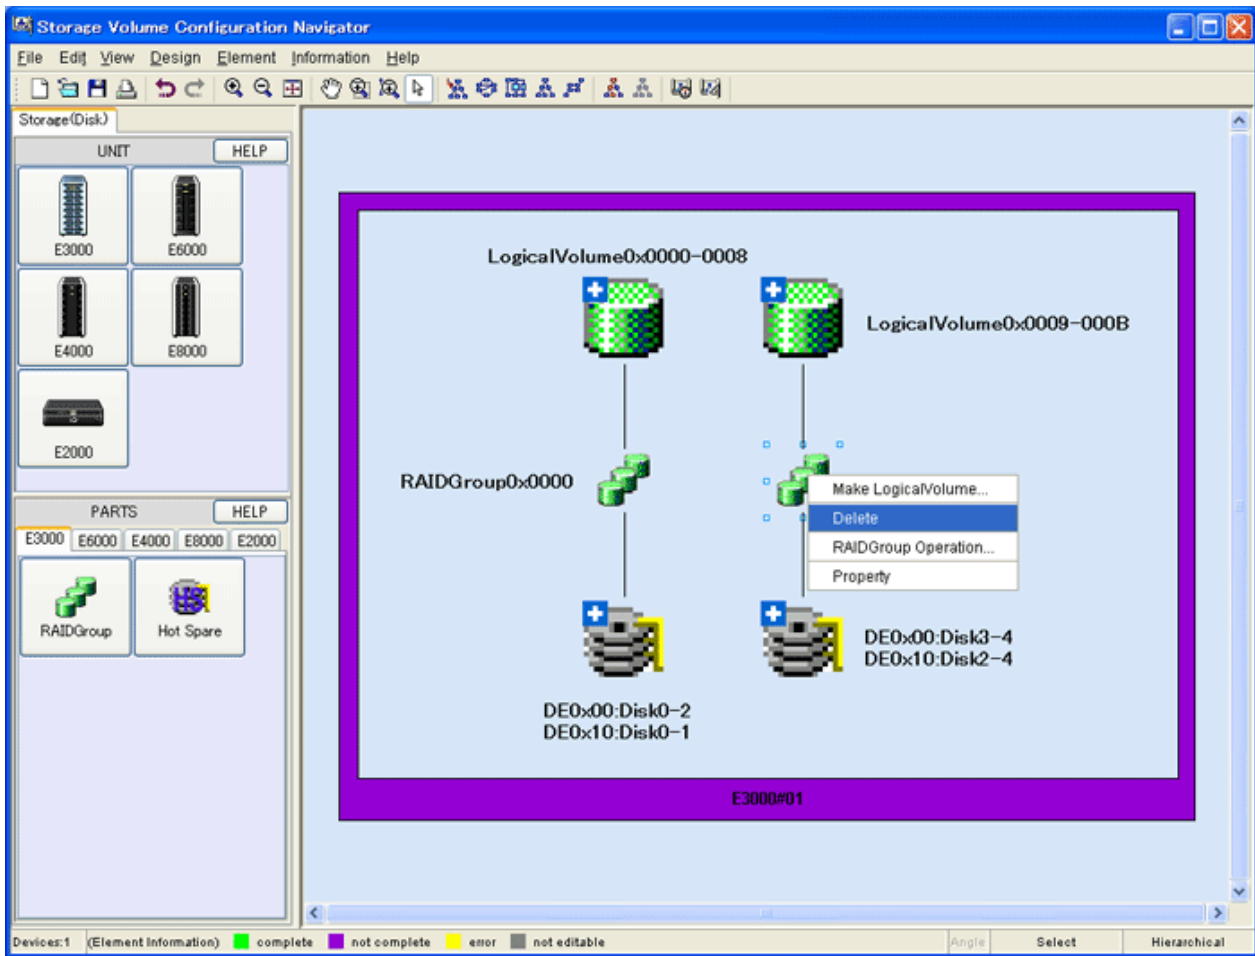 Storage Volume Configuration Navigator
File Edit View Design Element Information Help
Storage(Disk)
UNIT HELP
E3000 E6000
E4000 E8000
E2000
PARTS HELP
E3000 E6000 E4000 E8000 E2000
RAIDGroup Hot Spare
LogicalVolume0x0000-0008
LogicalVolume0x0009-000B
RAIDGroup0x0000
Make LogicalVolume...
Delete
RAIDGroup Operation...
Property
DE0x00:Disk3-4
DE0x10:Disk2-4
DE0x00:Disk0-2
DE0x10:Disk0-1
E3000#01
Devices:1 (Element Information) complete not complete error not editable Angle Select Hierarchical